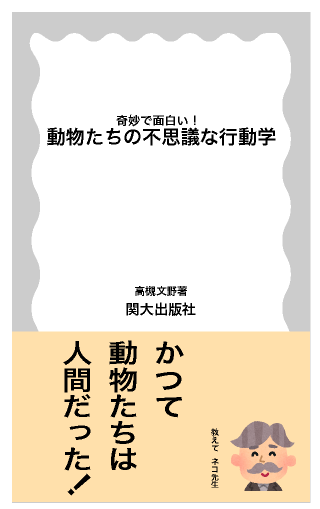 奇妙で面白い！
動物たちの不思議な行動学
高槻文野著
関大出版社
かつて
動物たちは
人間だった！
教えて ネコ先生